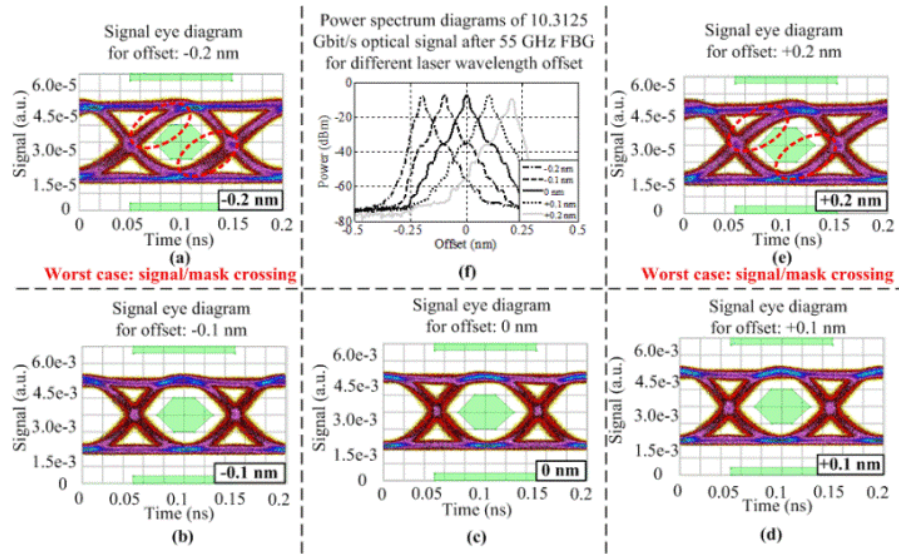 Signal eye diagram
for offset: -0.2 nm
6.0e-5
4.5e-5
3.0e-5
1.5e-5
0
Signal (a.u.)
-0.2 nm
0 0.05 0.1 0.15 0.2
Time (ns)
(a)
Worst case: signal/mask crossing
Power spectrum diagrams of 10.3125
Gbit/s optical signal after 55 GHz FBG
for different laser wavelength offset
0
-20
-40
-60
-80
Power (dBm)
-0.2 nm
-0.1 nm
0 nm
+0.1 nm
+0.2 nm
-0.5 -0.25 0 0.25 0.5
Offset (nm)
(f)
Signal eye diagram
for offset: +0.2 nm
6.0e-5
4.5e-5
3.0e-5
1.5e-5
0
Signal (a.u.)
+0.2 nm
0 0.05 0.1 0.15 0.2
Time (ns)
(e)
Worst case: signal/mask crossing
Signal eye diagram
for offset: -0.1 nm
6.0e-3
4.5e-3
3.0e-3
1.5e-3
0
Signal (a.u.)
-0.1 nm
0 0.05 0.1 0.15 0.2
Time (ns)
(b)
Signal eye diagram
for offset: 0 nm
6.0e-3
4.5e-3
3.0e-3
1.5e-3
0
Signal (a.u.)
0 nm
0 0.05 0.1 0.15 0.2
Time (ns)
(c)
Signal eye diagram
for offset: +0.1 nm
6.0e-3
4.5e-3
3.0e-3
1.5e-3
0
Signal (a.u.)
+0.1 nm
0 0.05 0.1 0.15 0.2
Time (ns)
(d)